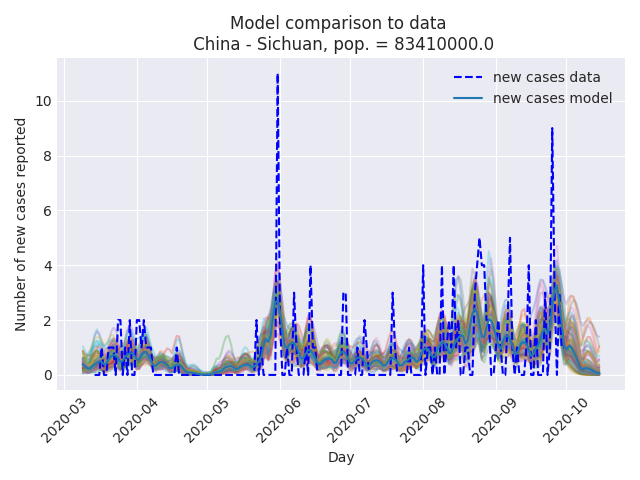 Model comparison to data
China - Sichuan, pop. = 83410000.0
new cases data
new cases model
Number of new cases reported
10
8
6
4
2
0
2020-03
2020-04
2020-05
2020-06
2020-07
2020-08
2020-09
2020-10
Day